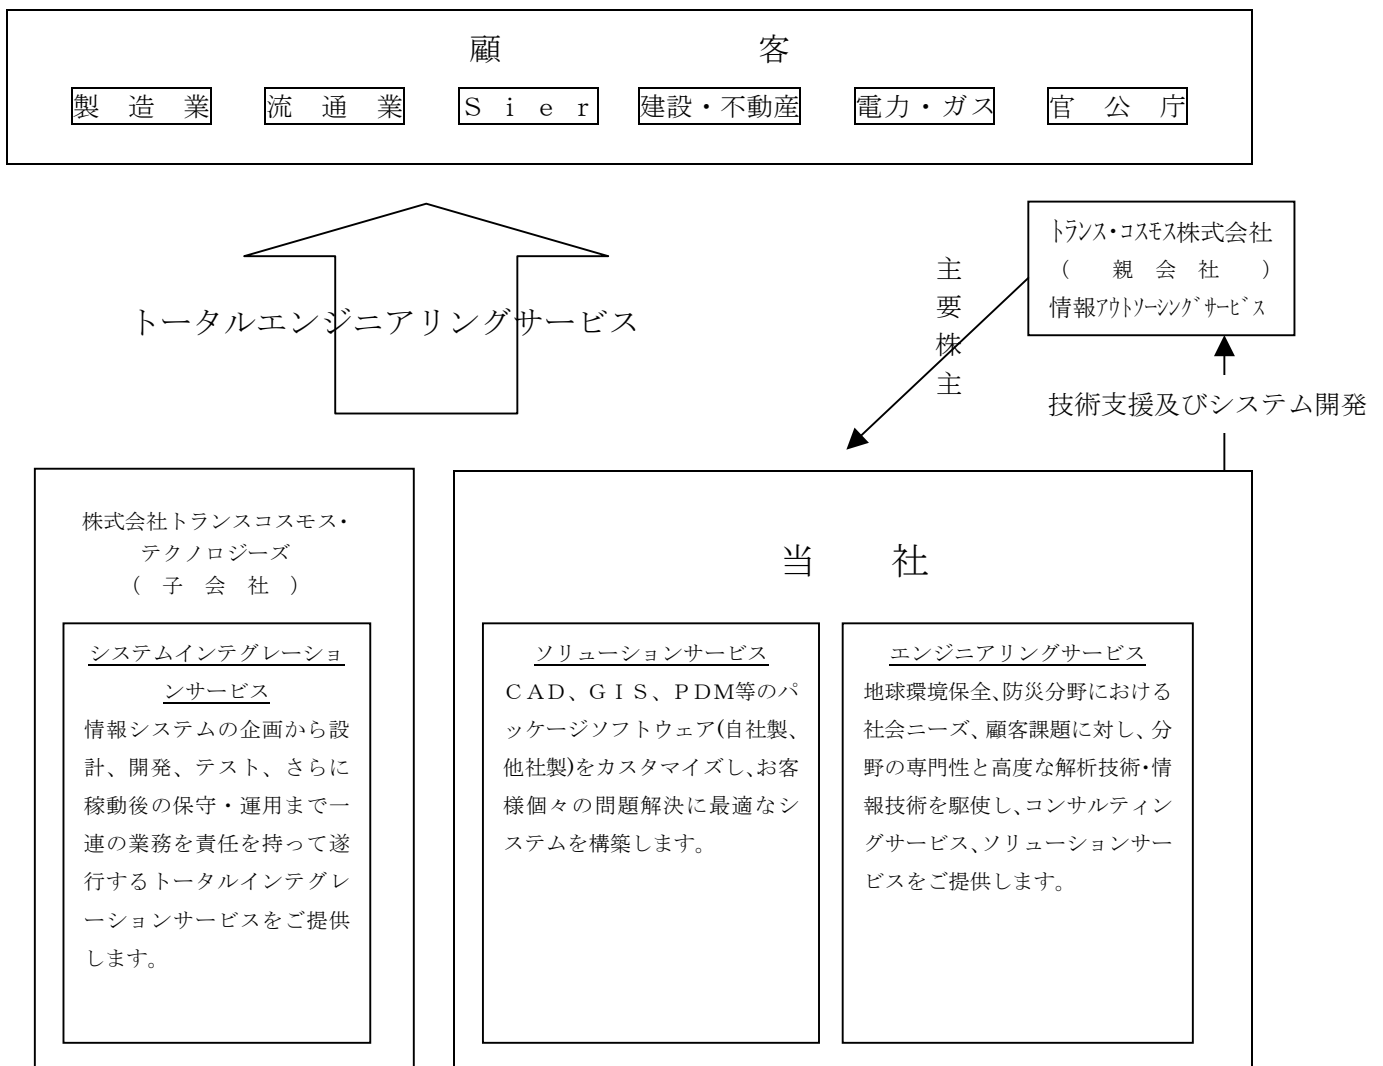 顧　客
製　造　業　流　通　業　Ｓｉｅｒ　建設・不動産　電力・ガス　官　公　庁
ﾄﾗﾝｽ・ｺｽﾓｽ株式会社
（　親　会　社　）
情報ｱｳﾄｿｰｼﾝｸﾞｻｰﾋﾞｽ
主要株主
トータルエンジニアリングサービス
技術支援及びシステム開発
株式会社トランスコスモス・
テクノロジーズ
（　子　会　社　）
システムインテグレーショ
ンサービス
情報システムの企画から設
計、開発、テスト、さらに
稼動後の保守・運用まで一
連の業務を責任を持って遂
行するトータルインテグレ
ーションサービスをご提供
します。
当　社
ソリューションサービス
ＣＡＤ、ＧＩＳ、ＰＤＭ等のパ
ッケージソフトウェア(自社製、
他社製)をカスタマイズし、お客
様個々の問題解決に最適なシ
ステムを構築します。
エンジニアリングサービス
地球環境保全、防災分野における
社会ニーズ、顧客課題に対し、分
野の専門性と高度な解析技術・情
報技術を駆使し、コンサルティン
グサービス、ソリューションサー
ビスをご提供します。